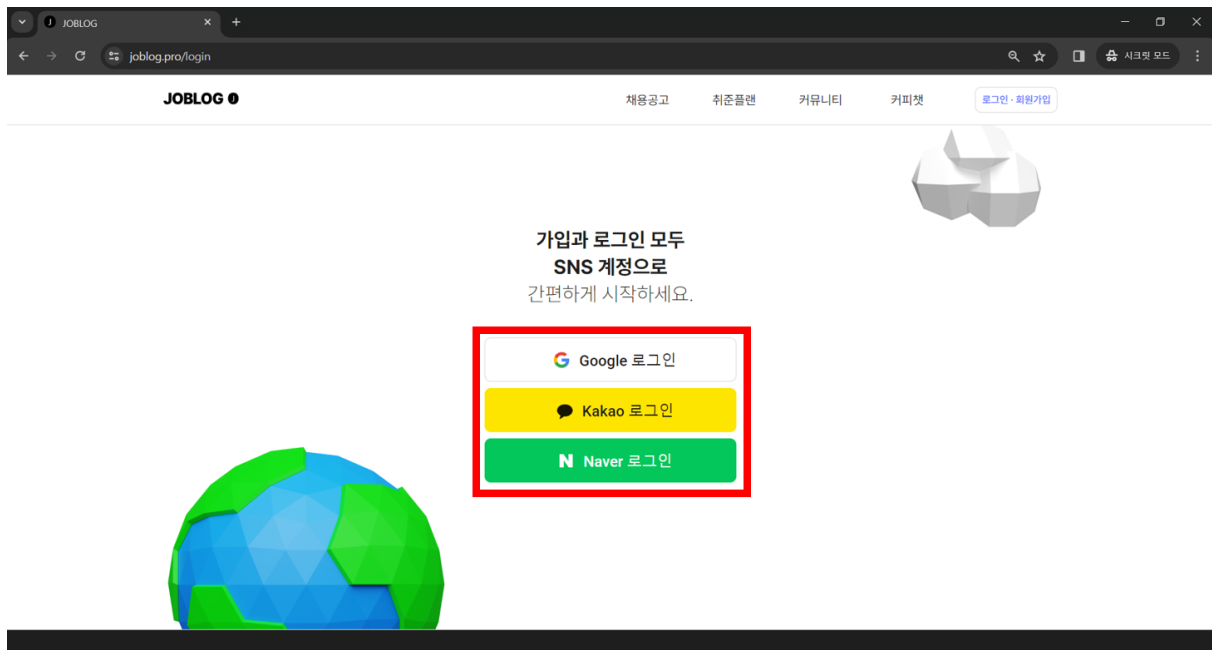 JOBLOG
joblog.pro/login
시크릿 모드
JOBLOG
채용공고
취준플랜
커뮤니티
커피챗
로그인 · 회원가입
가입과 로그인 모두
SNS 계정으로
간편하게 시작하세요.
Google 로그인
Kakao 로그인
Naver 로그인